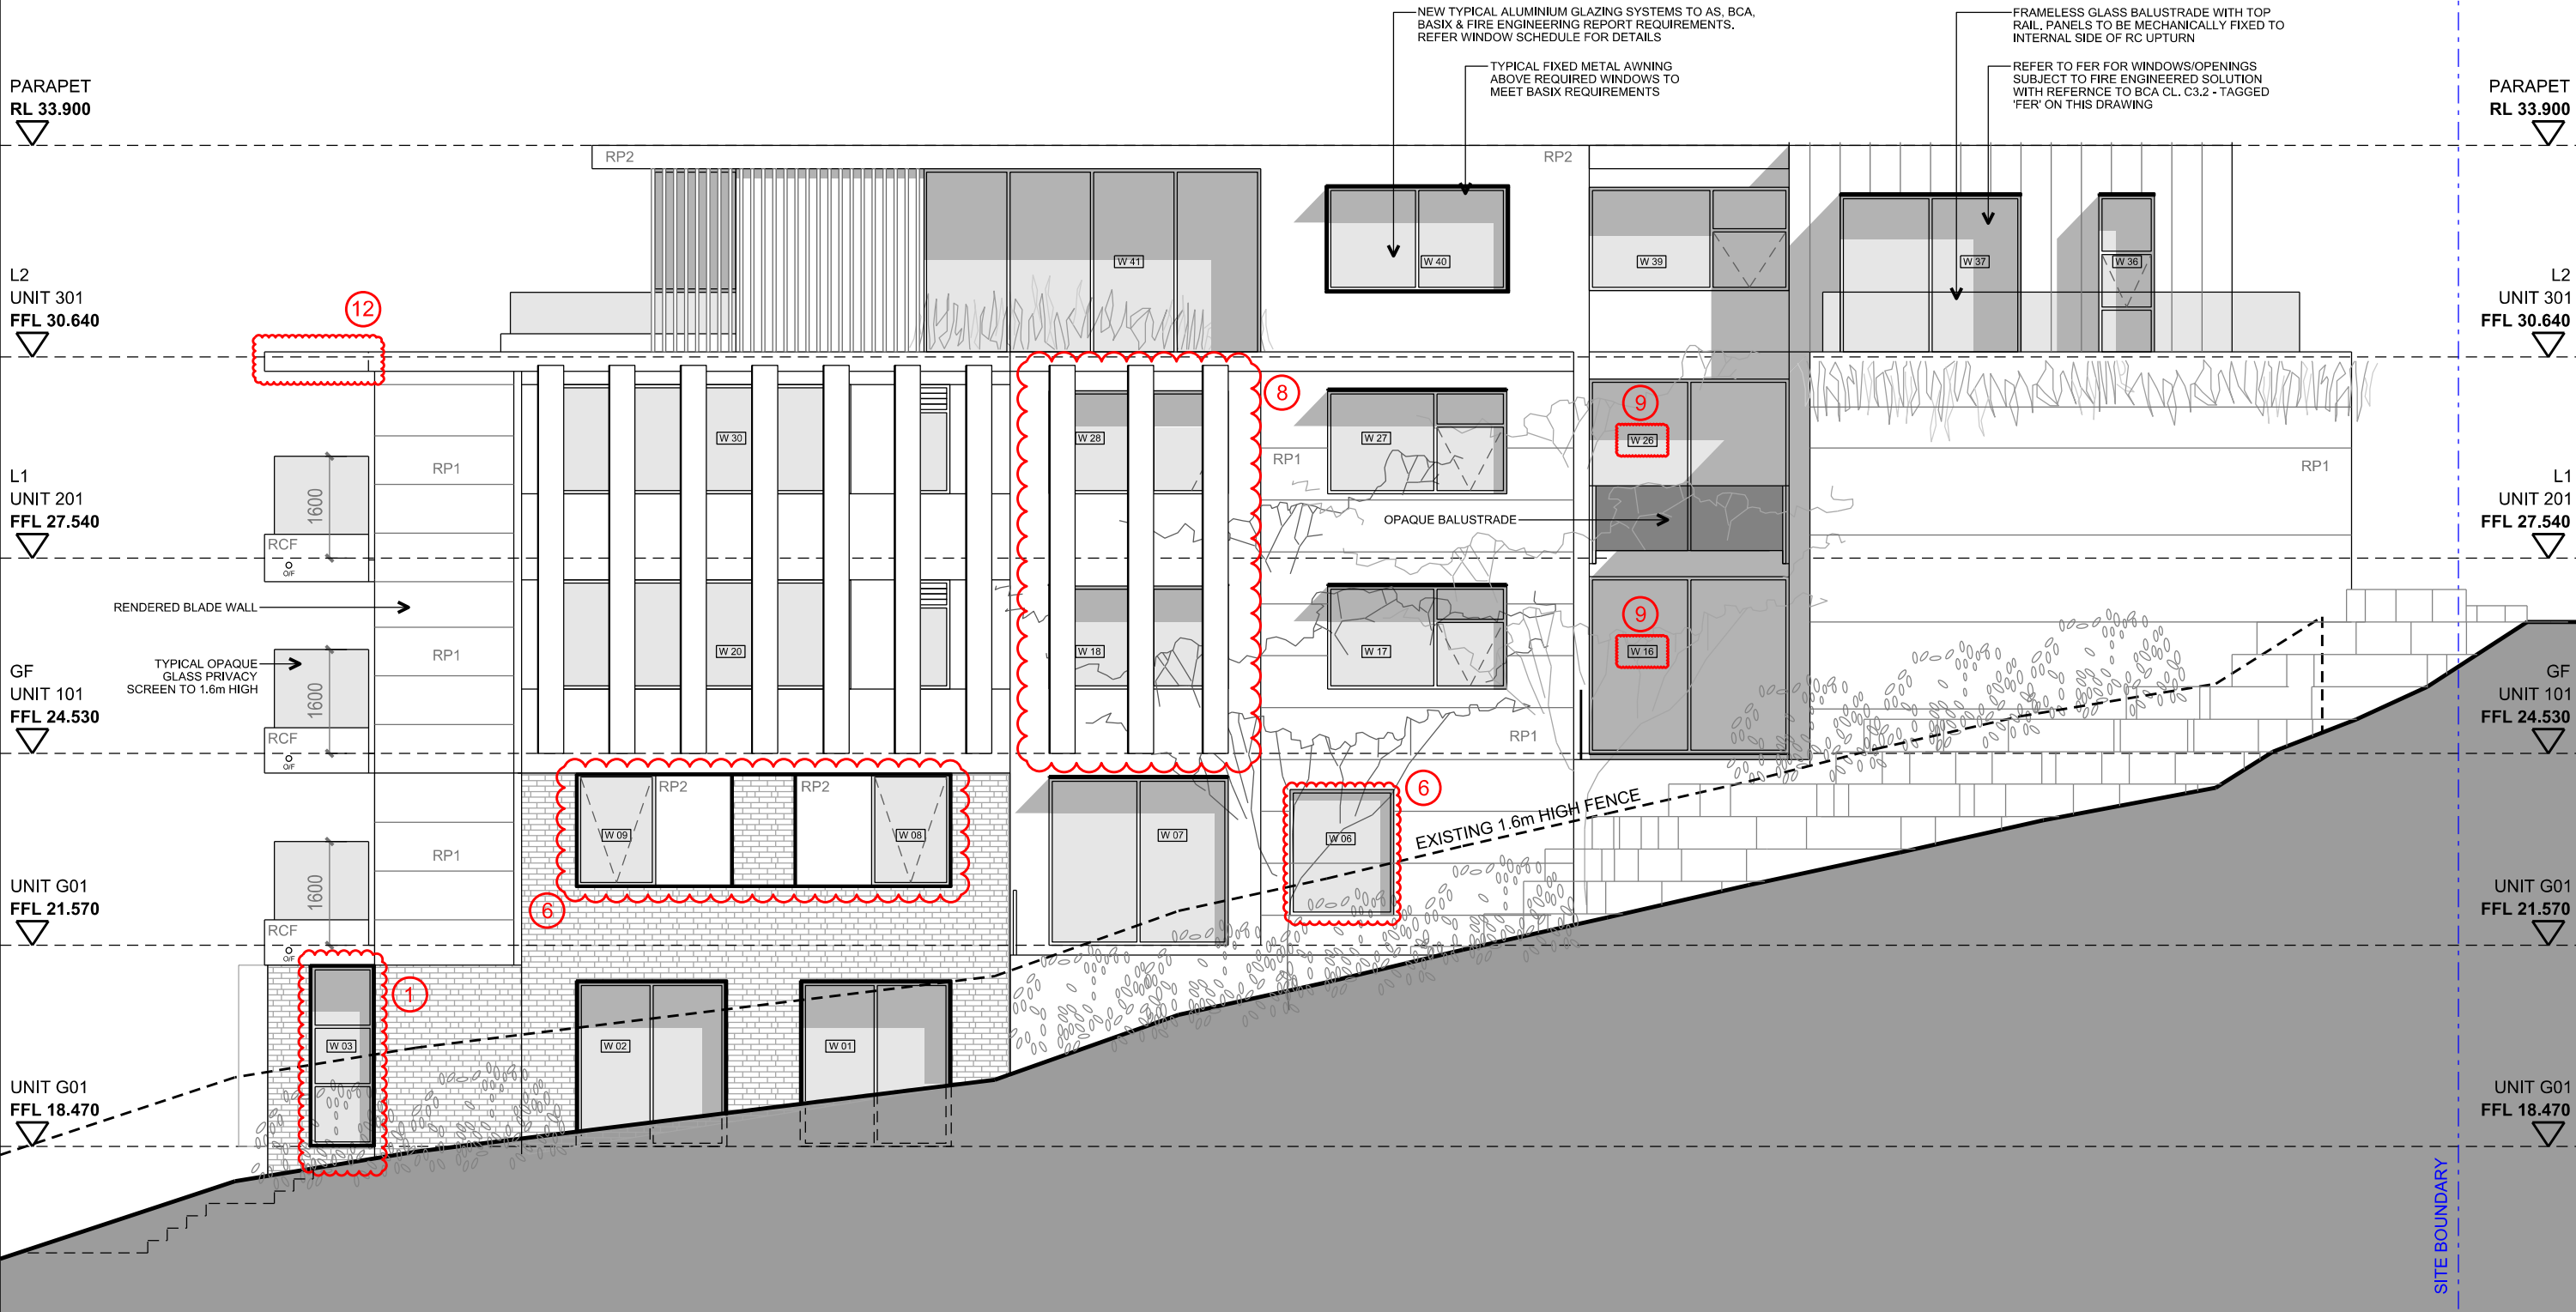 NEW TYPICAL ALUMINIUM GLAZING SYSTEMS TO AS, BCA,
BASIX & FIRE ENGINEERING REPORT REQUIREMENTS.
REFER WINDOW SCHEDULE FOR DETAILS
TYPICAL FIXED METAL AWNING
ABOVE REQUIRED WINDOWS TO
MEET BASIX REQUIREMENTS
FRAMELESS GLASS BALUSTRADE WITH TOP
RAIL, PANELS TO BE MECHANICALLY FIXED TO
INTERNAL SIDE OF RC UPTURN
REFER TO FER FOR WINDOWS/OPENINGS
SUBJECT TO FIRE ENGINEERED SOLUTION
WITH REFERNCE TO BCA CL. C3.2 - TAGGED
'FER' ON THIS DRAWING
PARAPET
RL 33.900
PARAPET
RL 33.900
RP2
RP2
W 41
W 40
W 39
W 37
W 36
L2
UNIT 301
FFL 30.640
L2
UNIT 301
FFL 30.640
12
8
9
W 30
W 28
W 27
W 26
RP1
RP1
RP1
L1
UNIT 201
FFL 27.540
L1
UNIT 201
FFL 27.540
1600
OPAQUE BALUSTRADE
RCF
O/F
RENDERED BLADE WALL
9
RP1
W 20
W 18
W 17
W 16
TYPICAL OPAQUE
GLASS PRIVACY
SCREEN TO 1.6m HIGH
GF
UNIT 101
FFL 24.530
GF
UNIT 101
FFL 24.530
1600
RCF
O/F
RP1
RP2
RP2
6
W 09
W 08
W 07
W 06
EXISTING 1.6m HIGH FENCE
RP1
1600
UNIT G01
FFL 21.570
UNIT G01
FFL 21.570
6
RCF
O/F
1
W 03
W 02
W 01
UNIT G01
FFL 18.470
UNIT G01
FFL 18.470
SITE BOUNDARY